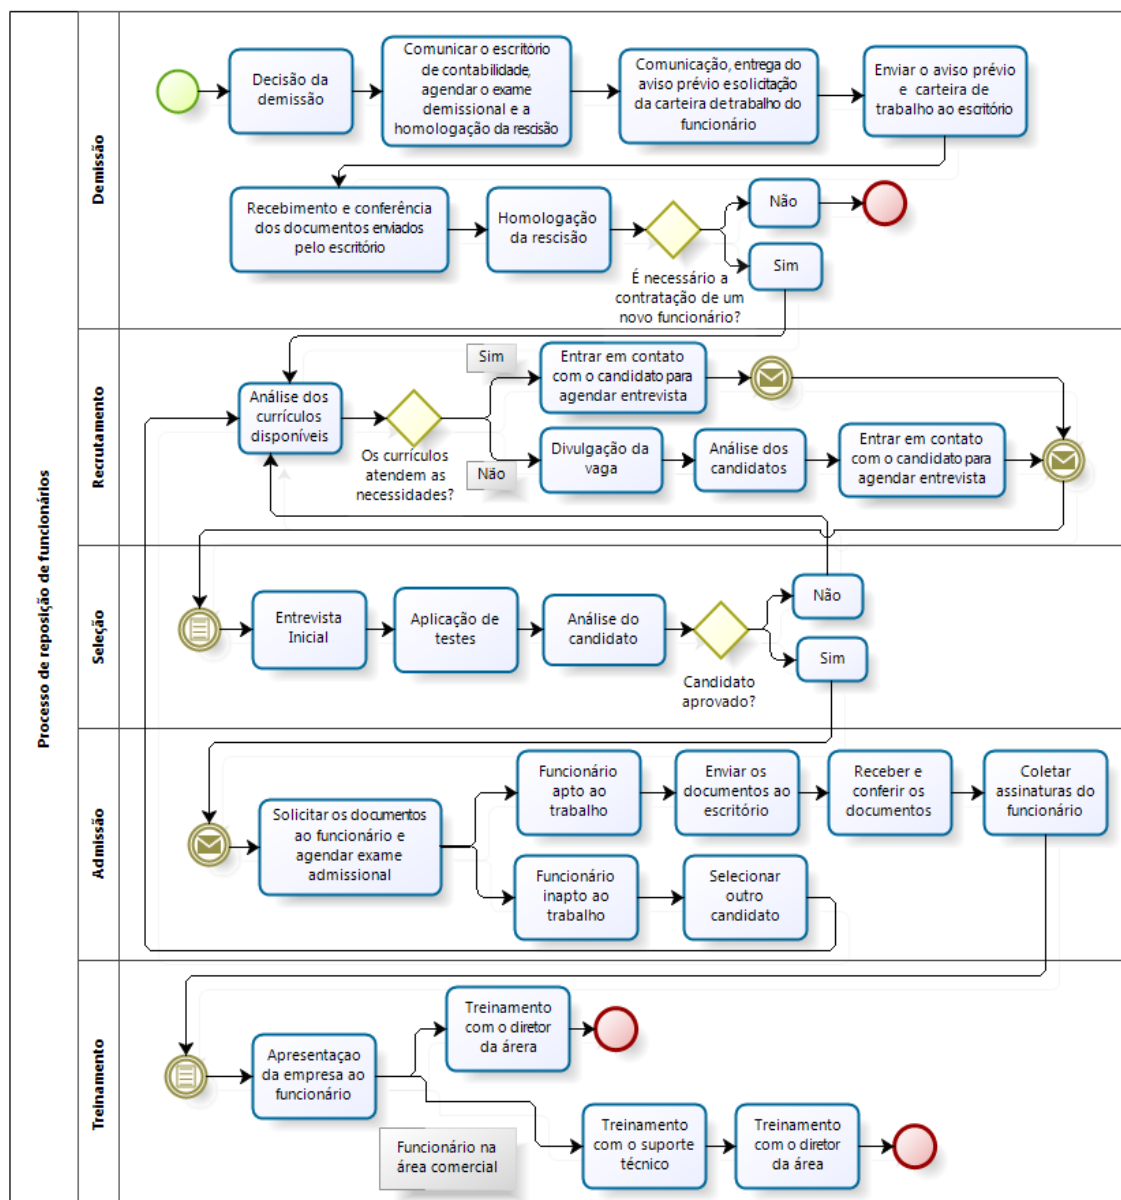 Processo de reposição de funcionários
Demissão
Decisão da
demissão
Comunicar o escritório
de contabilidade,
agendar o exame
demissional e a
homologação da rescisão
Comunicação, entrega do
aviso prévio e solicitação
da carteira de trabalho do
funcionário
Enviar o aviso prévio
e carteira de
trabalho ao escritório
Recebimento e conferência
dos documentos enviados
pelo escritório
Homologação
da rescisão
É necessário a
contratação de um
novo funcionário?
Não
Sim
Recrutamento
Análise dos
currículos
disponíveis
Os currículos
atendem as
necessidades?
Sim
Entrar em contato
com o candidato para
agendar entrevista
Não
Divulgação da
vaga
Análise dos
candidatos
Entrar em contato
com o candidato para
agendar entrevista
Seleção
Entrevista
Inicial
Aplicação de
testes
Análise do
candidato
Candidato
aprovado?
Não
Sim
Admissão
Solicitar os documentos
ao funcionário e
agendar exame
admissional
Funcionário
apto ao
trabalho
Enviar os
documentos ao
escritório
Receber e
conferir os
documentos
Coletar
assinaturas do
funcionário
Funcionário
inapto ao
trabalho
Selecionar
outro
candidato
Treinamento
Apresentaçao
da empresa ao
funcionário
Treinamento
com o diretor
da árera
Funcionário na
área comercial
Treinamento
com o suporte
técnico
Treinamento
com o diretor
da área